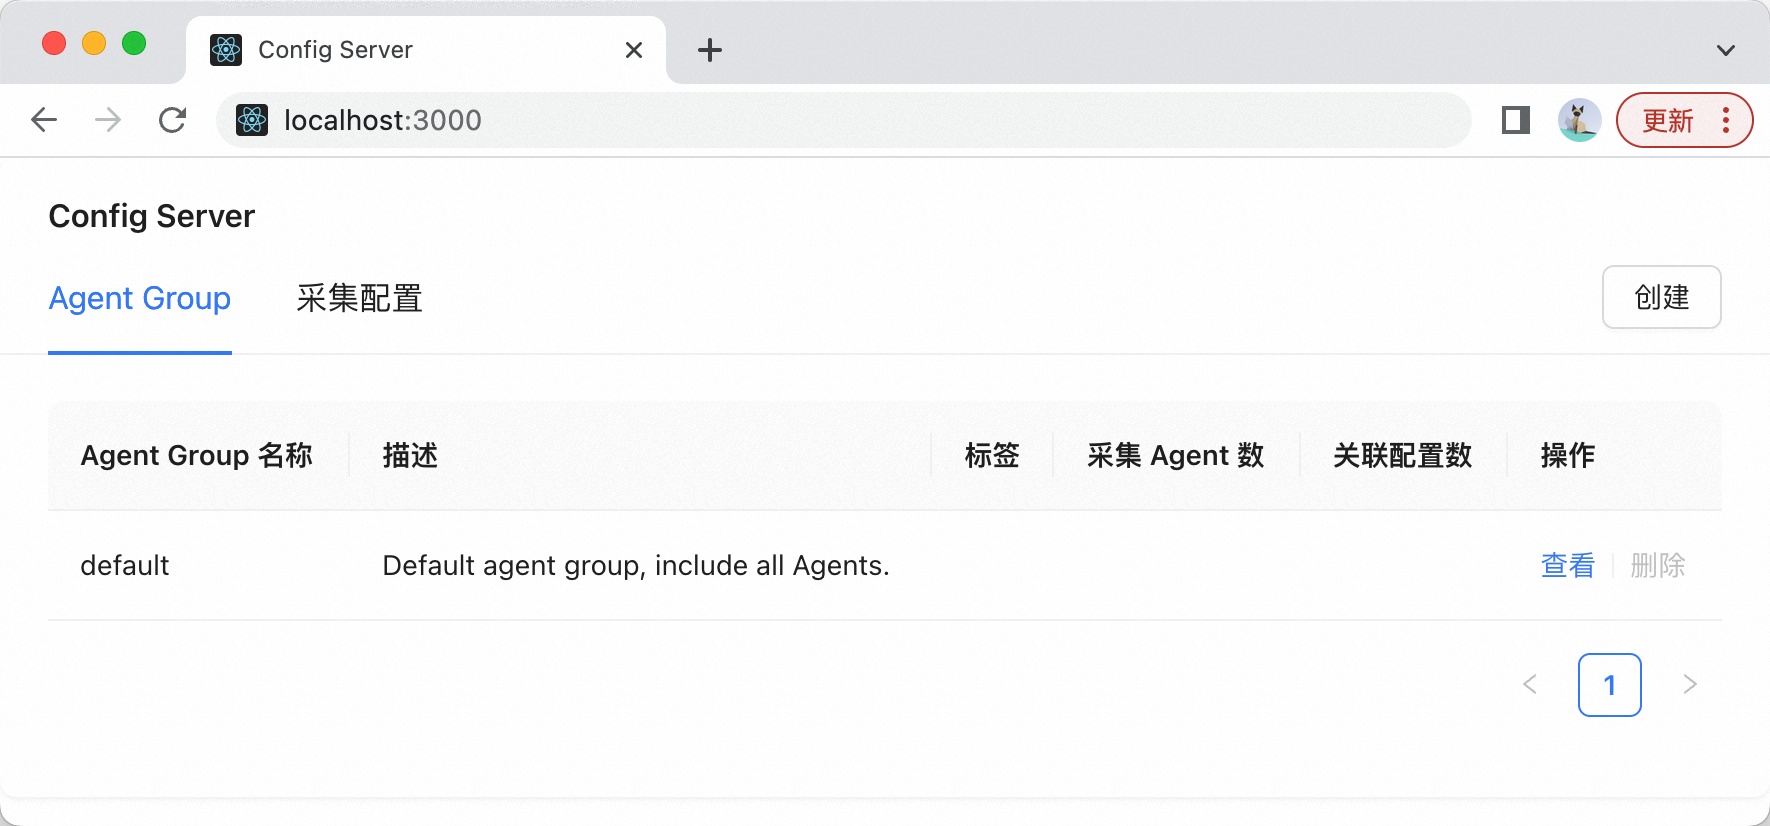 Config Server
localhost:3000
更新
Config Server
Agent Group 采集配置
创建
Agent Group 名称 描述 标签 采集 Agent 数 关联配置数 操作
default Default agent group, include all Agents. 查看 删除
1